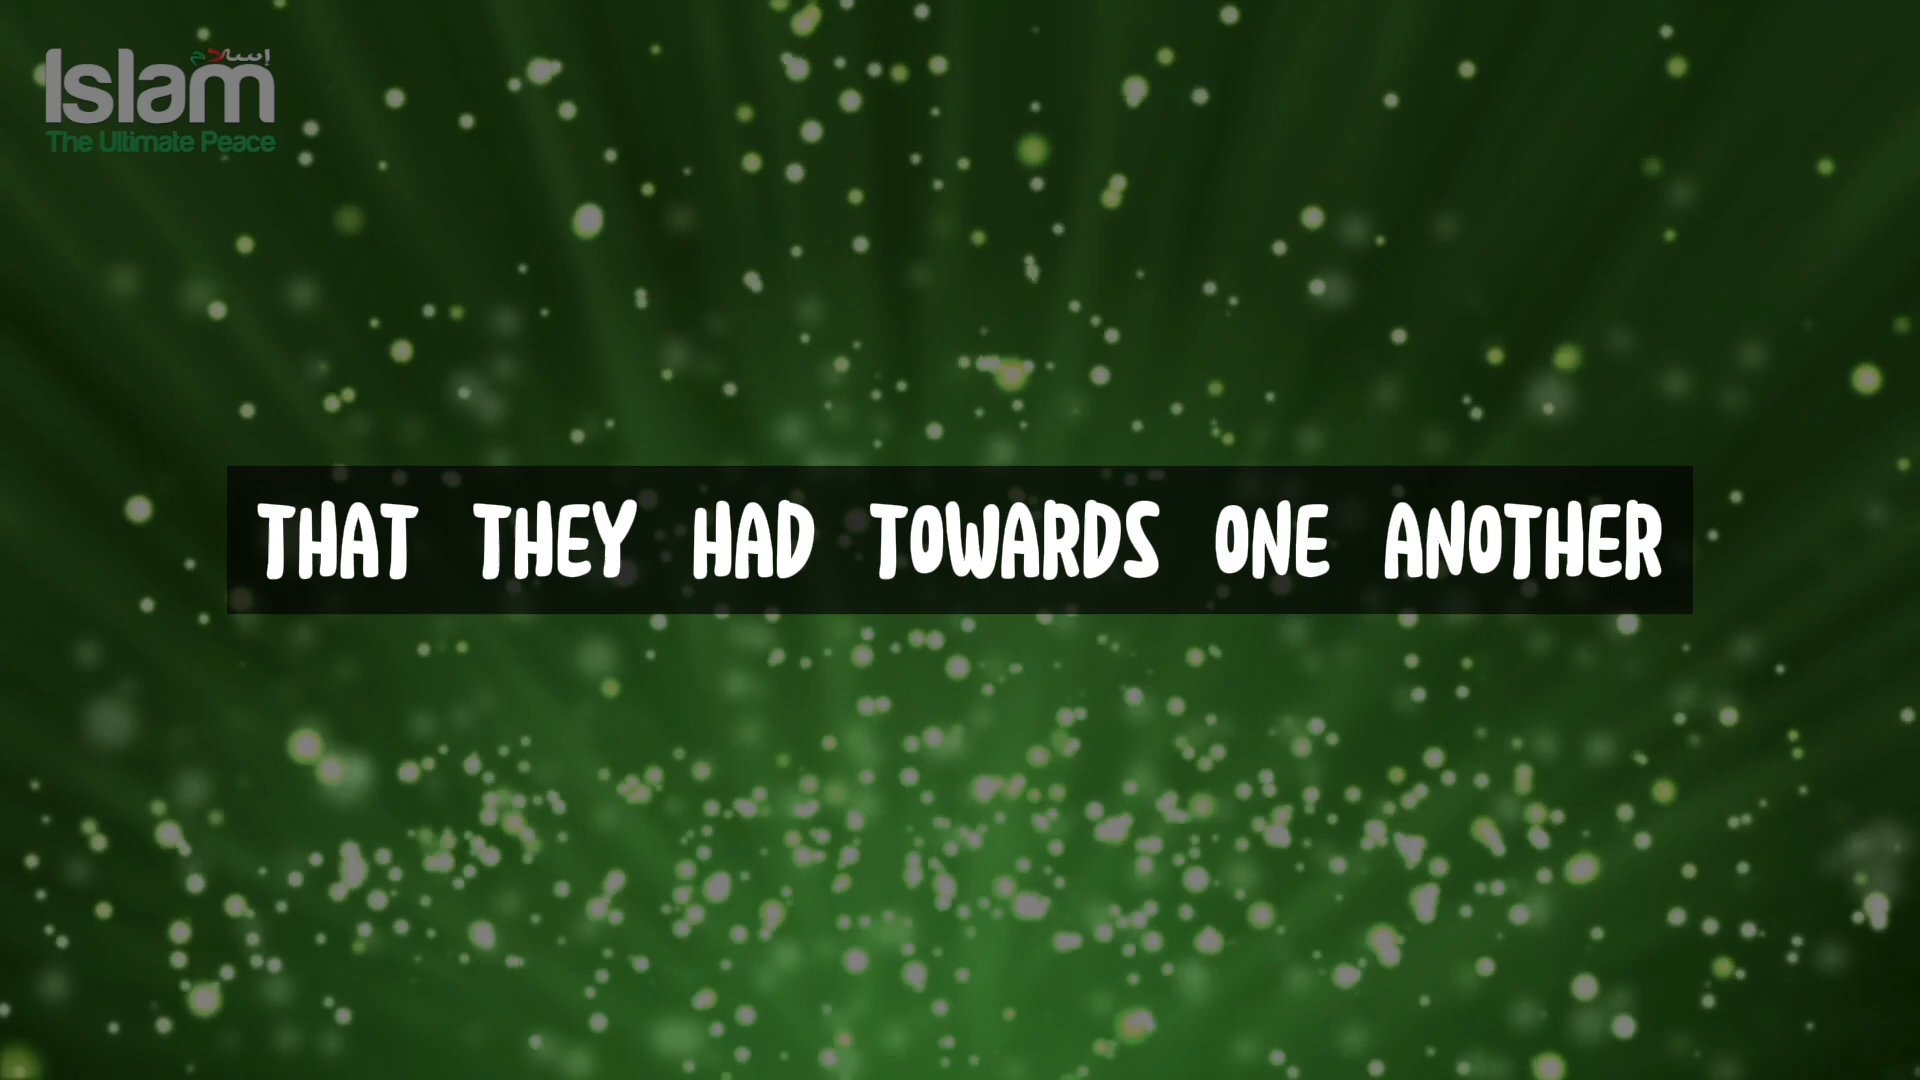 إسلام
Islam
The Ultimate Peace
THAT THEY HAD TOWARDS ONE ANOTHER